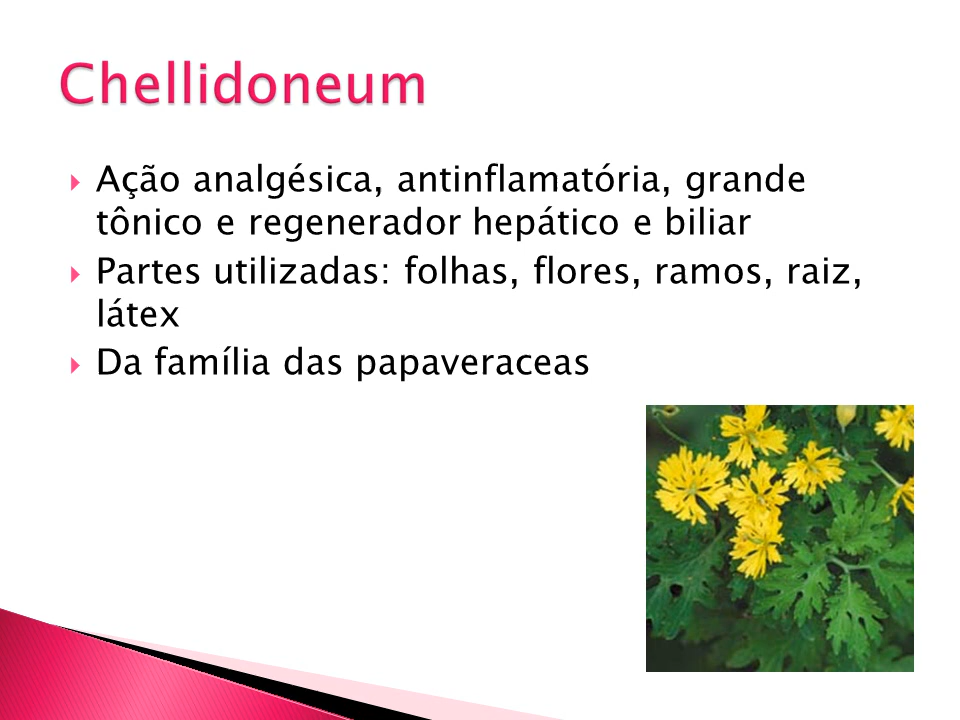 Chellidoneum
Ação analgésica, antinflamatória, grande
tônico e regenerador hepático e biliar
Partes utilizadas: folhas, flores, ramos, raiz,
látex
Da família das papaveraceas